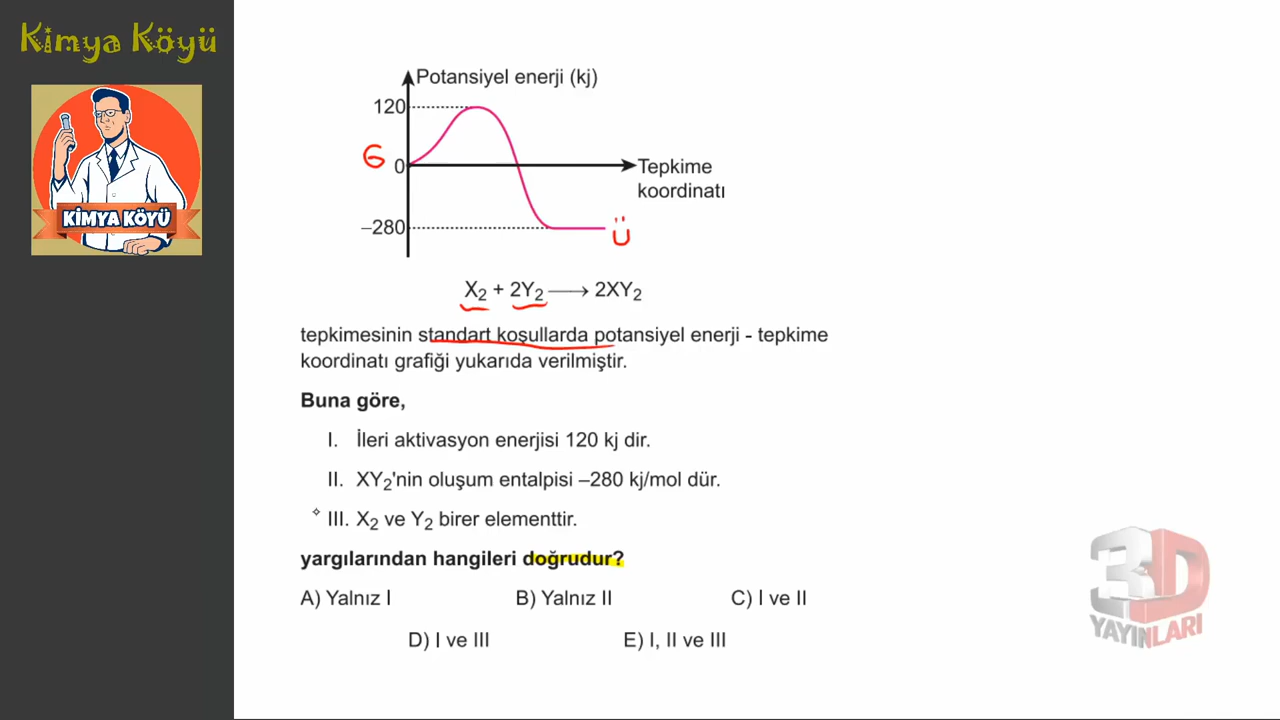 Kimya Köyü
KİMYA KÖYÜ
Potansiyel enerji (kj)
120
G 0
Tepkime
koordinatı
–280
Ü
X₂ + 2Y₂ ⟶ 2XY₂
tepkimesinin standart koşullarda potansiyel enerji - tepkime
koordinatı grafiği yukarıda verilmiştir.
Buna göre,
I. İleri aktivasyon enerjisi 120 kj dir.
II. XY₂'nin oluşum entalpisi –280 kj/mol dür.
III. X₂ ve Y₂ birer elementtir.
yargılarından hangileri doğrudur?
A) Yalnız I B) Yalnız II C) I ve II
D) I ve III E) I, II ve III
3D
YAYINLARI